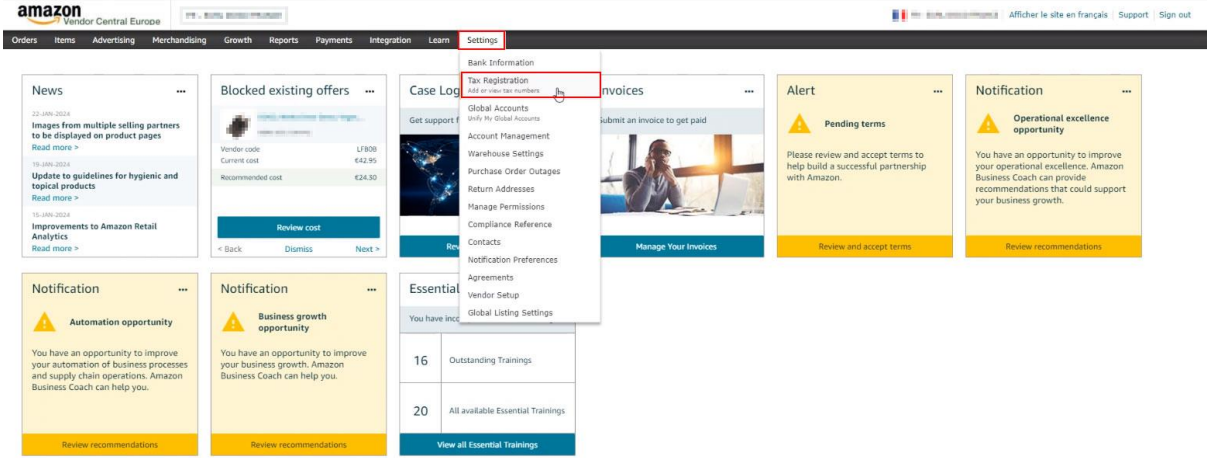 amazon
Vendor Central Europe
Afficher le site en français
Support
Sign out
Orders
Items
Advertising
Merchandising
Growth
Reports
Payments
Integration
Learn
Settings
Bank Information
Tax Registration
Add or view tax numbers
Global Accounts
Unify My Global Accounts
Account Management
Warehouse Settings
Purchase Order Outages
Return Addresses
Manage Permissions
Compliance Reference
Contacts
Notification Preferences
Agreements
Vendor Setup
Global Listing Settings
News
22-JAN-2024
Images from multiple selling partners
to be displayed on product pages
Read more >
19-JAN-2024
Update to guidelines for hygienic and
topical products
Read more >
15-JAN-2024
Improvements to Amazon Retail
Analytics
Read more >
Blocked existing offers
Vendor code LFB0B
Current cost €42.95
Recommended cost €24.30
Review cost
< Back
Dismiss
Next >
Case Log
Get support f
Rev
nvoices
Submit an invoice to get paid
Manage Your Invoices
Alert
Pending terms
Please review and accept terms to
help build a successful partnership
with Amazon.
Review and accept terms
Notification
Operational excellence
opportunity
You have an opportunity to improve
your operational excellence. Amazon
Business Coach can provide
recommendations that could support
your business growth.
Review recommendations
Notification
Automation opportunity
You have an opportunity to improve
your automation of business processes
and supply chain operations. Amazon
Business Coach can help you.
Review recommendations
Notification
Business growth
opportunity
You have an opportunity to improve
your business growth. Amazon
Business Coach can help you.
Review recommendations
Essential
You have inco
16 Outstanding Trainings
20 All available Essential Trainings
View all Essential Trainings